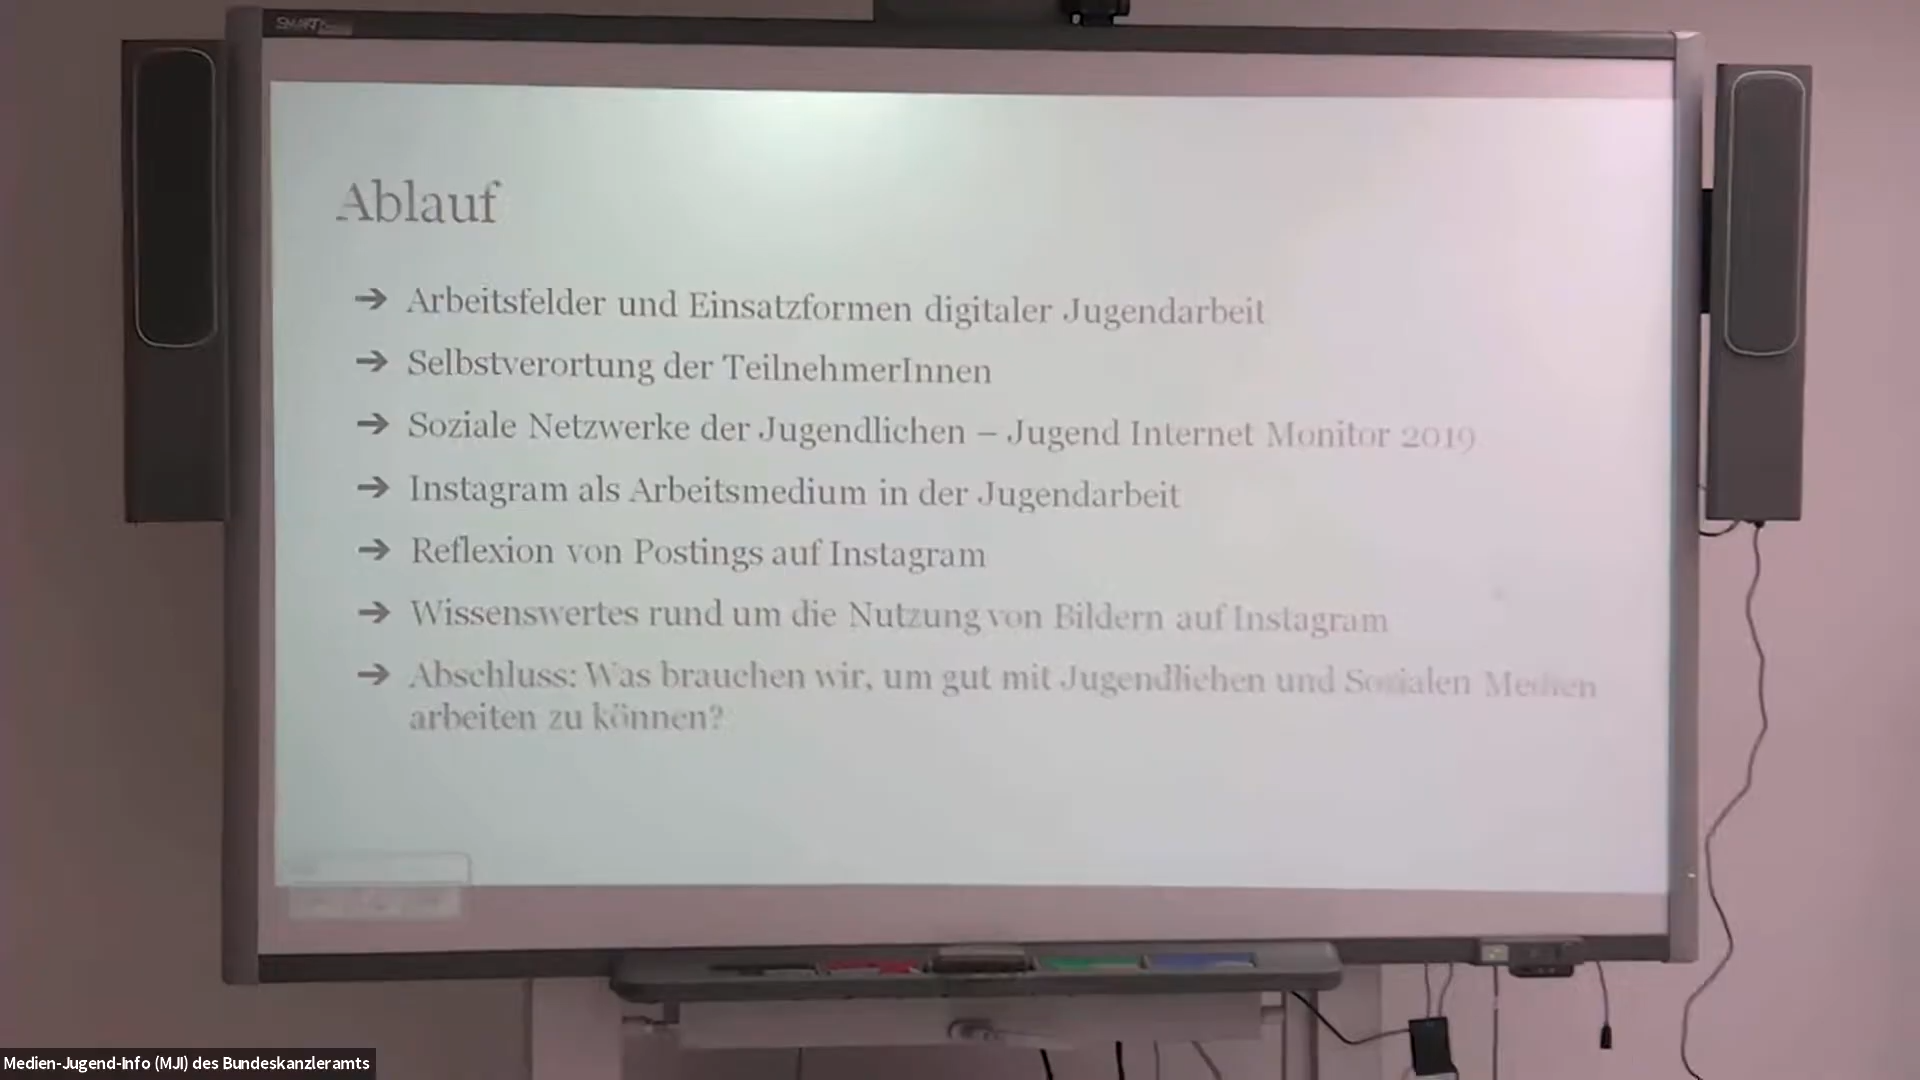 SMART
Ablauf
➔ Arbeitsfelder und Einsatzformen digitaler Jugendarbeit
➔ Selbstverortung der TeilnehmerInnen
➔ Soziale Netzwerke der Jugendlichen – Jugend Internet Monitor 2019
➔ Instagram als Arbeitsmedium in der Jugendarbeit
➔ Reflexion von Postings auf Instagram
➔ Wissenswertes rund um die Nutzung von Bildern auf Instagram
➔ Abschluss: Was brauchen wir, um gut mit Jugendlichen und Sozialen Medien
arbeiten zu können?
Medien-Jugend-Info (MJI) des Bundeskanzleramts